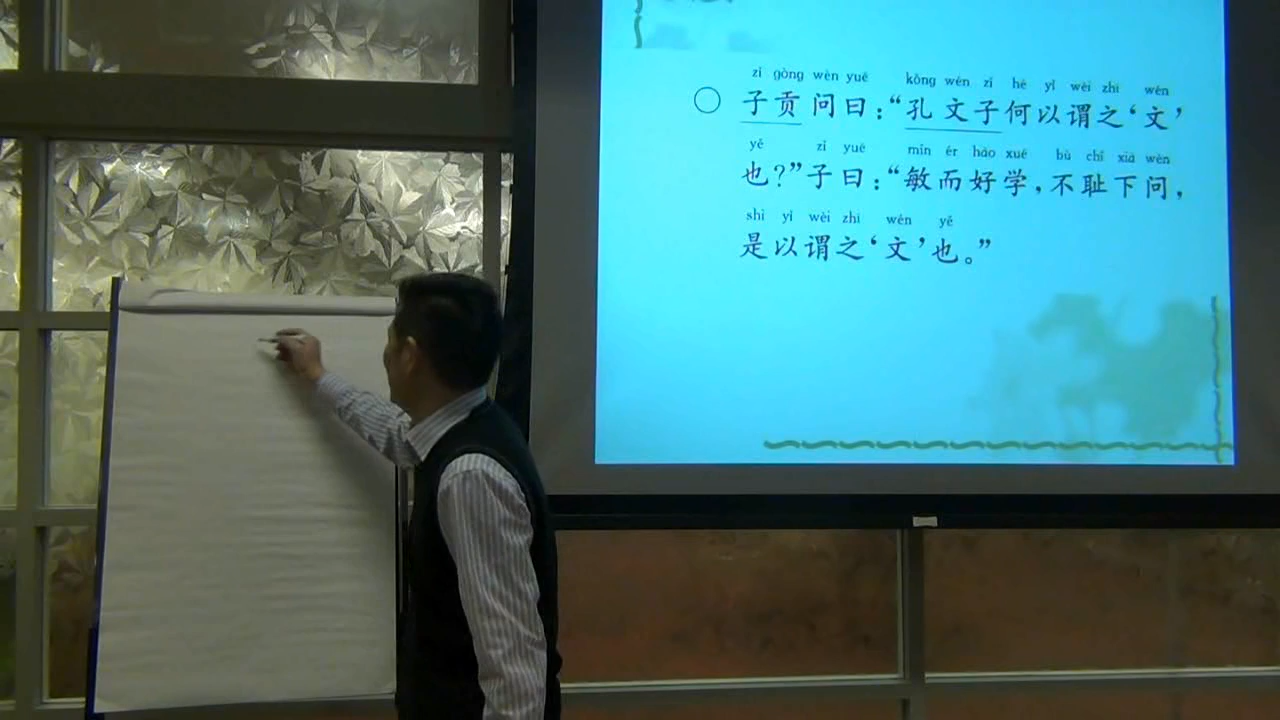 zǐ gòng wèn yuē kǒng wén zǐ hé yǐ wèi zhī wén
○ 子贡问曰：“孔文子何以谓之‘文’
yě zǐ yuē mǐn ér hào xué bù chǐ xià wèn
也？”子曰：“敏而好学，不耻下问，
shì yǐ wèi zhī wén yě
是以谓之‘文’也。”